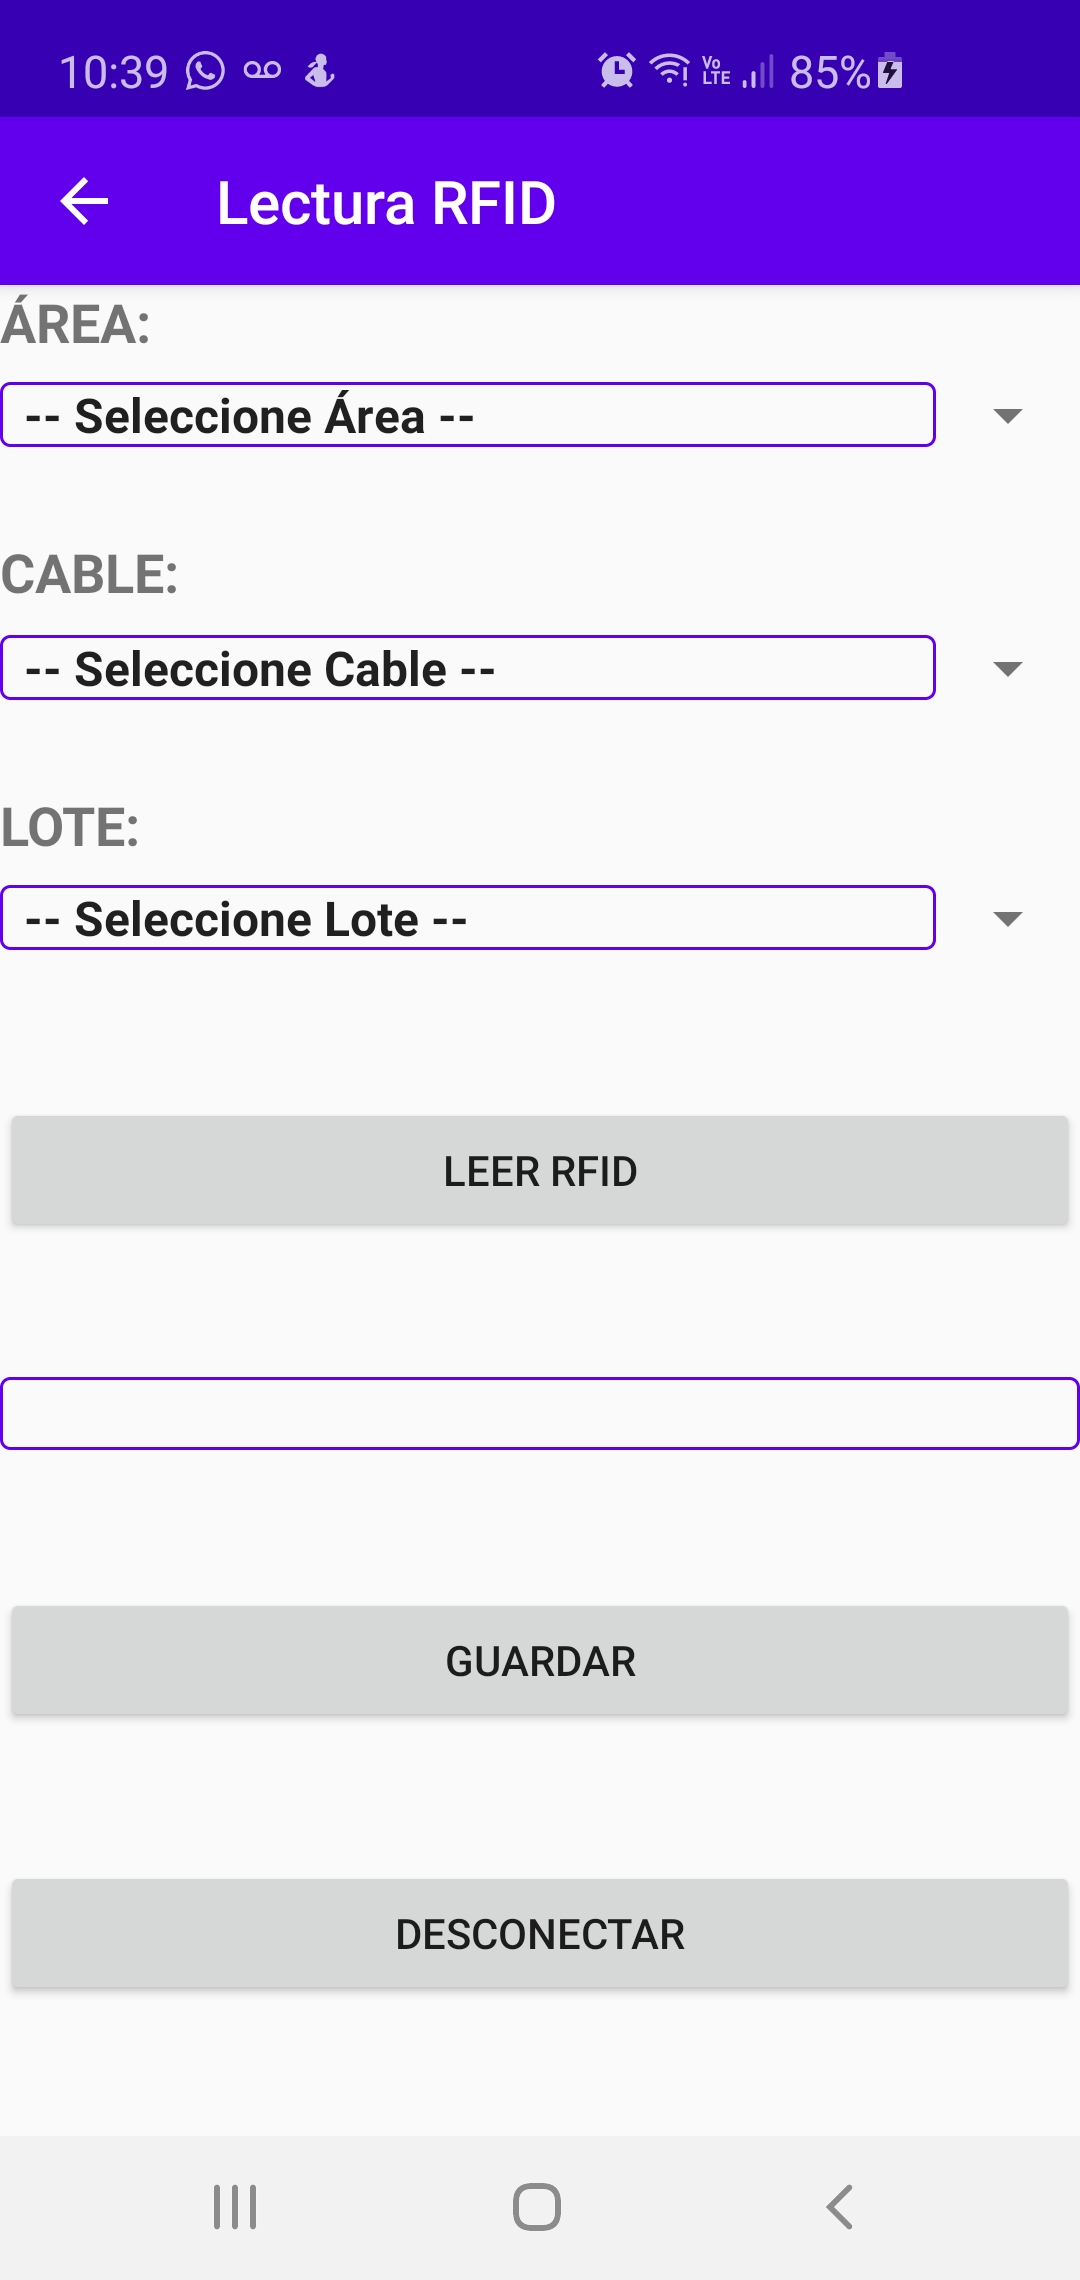 10:39 Vo LTE 85%
Lectura RFID
ÁREA:
-- Seleccione Área --
CABLE:
-- Seleccione Cable --
LOTE:
-- Seleccione Lote --
LEER RFID
GUARDAR
DESCONECTAR